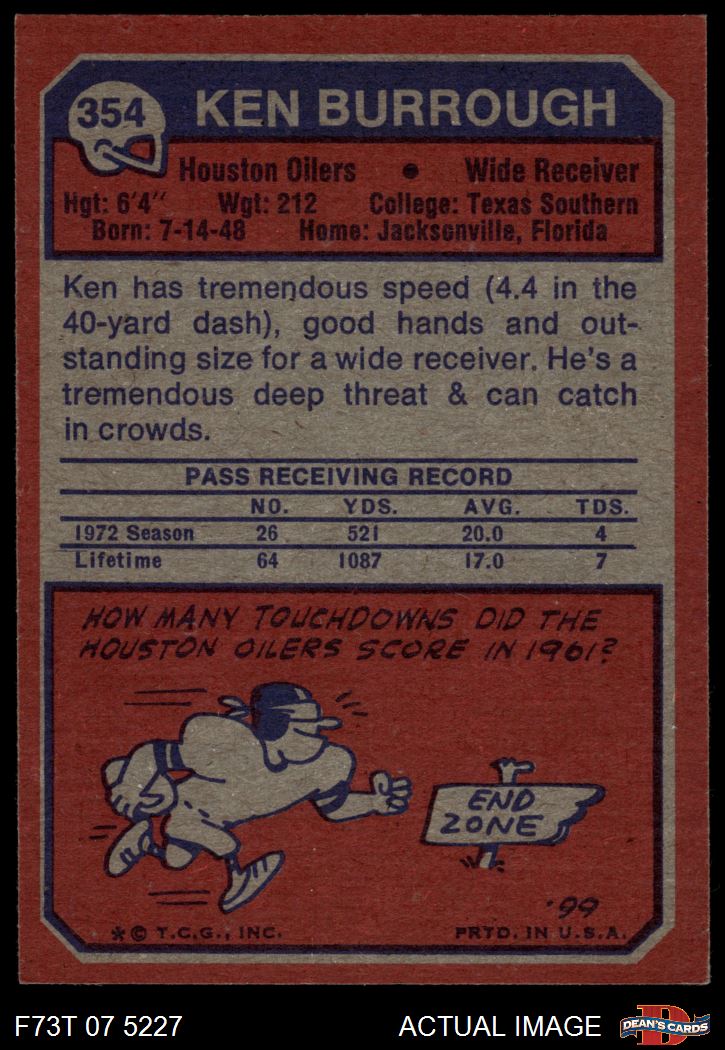 354
KEN BURROUGH
Houston Oilers • Wide Receiver
Hgt: 6'4" Wgt: 212 College: Texas Southern
Born: 7-14-48 Home: Jacksonville, Florida
Ken has tremendous speed (4.4 in the
40-yard dash), good hands and out-
standing size for a wide receiver. He's a
tremendous deep threat & can catch
in crowds.
PASS RECEIVING RECORD
NO. YDS. AVG. TDS.
1972 Season 26 521 20.0 4
Lifetime 64 1087 17.0 7
HOW MANY TOUCHDOWNS DID THE
HOUSTON OILERS SCORE IN 1961?
END
ZONE
'99
*© T.C.G., INC. PRTD. IN U.S.A.
F73T 07 5227 ACTUAL IMAGE
D
DEAN'S CARDS